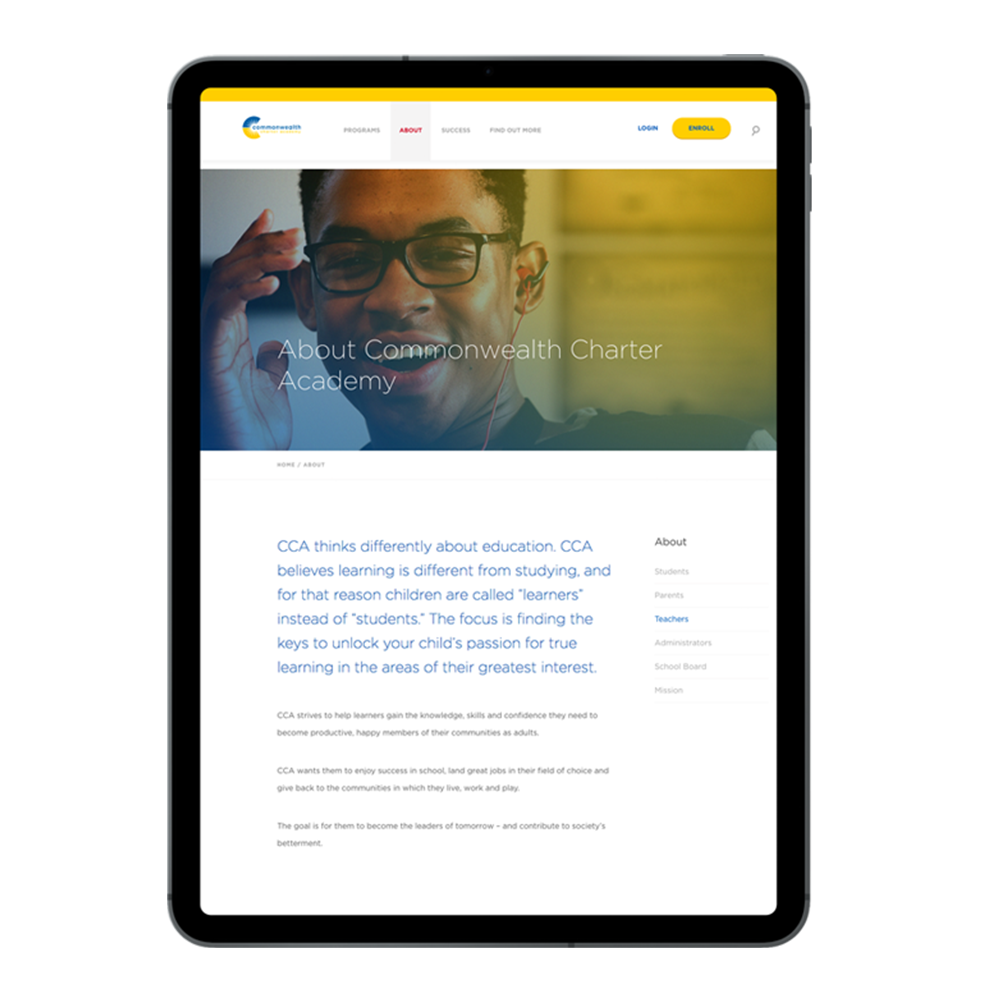 commonwealth
PROGRAMS ABOUT SUCCESS FIND OUT MORE LOGIN ENROLL
About Commonwealth Charter
Academy
HOME / ABOUT
CCA thinks differently about education. CCA
believes learning is different from studying, and
for that reason children are called “learners”
instead of “students.” The focus is finding the
keys to unlock your child’s passion for true
learning in the areas of their greatest interest.
CCA strives to help learners gain the knowledge, skills and confidence they need to
become productive, happy members of their communities as adults.
CCA wants them to enjoy success in school, land great jobs in their field of choice and
give back to the communities in which they live, work and play.
The goal is for them to become the leaders of tomorrow – and contribute to society’s
betterment.
About
Students
Parents
Teachers
Administrators
School Board
Mission